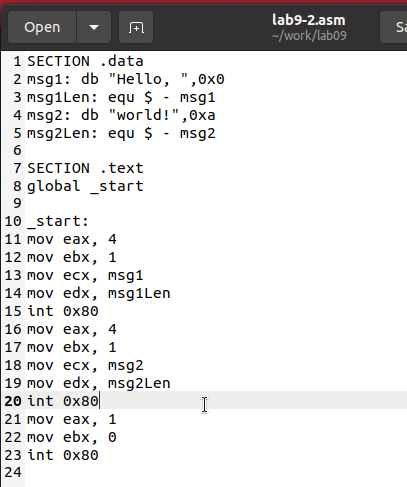 Open lab9-2.asm Sa
~/work/lab09
1 SECTION .data
2 msg1: db "Hello, ",0x0
3 msg1Len: equ $ - msg1
4 msg2: db "world!",0xa
5 msg2Len: equ $ - msg2
6
7 SECTION .text
8 global _start
9
10 _start:
11 mov eax, 4
12 mov ebx, 1
13 mov ecx, msg1
14 mov edx, msg1Len
15 int 0x80
16 mov eax, 4
17 mov ebx, 1
18 mov ecx, msg2
19 mov edx, msg2Len
20 int 0x80
21 mov eax, 1
22 mov ebx, 0
23 int 0x80
24